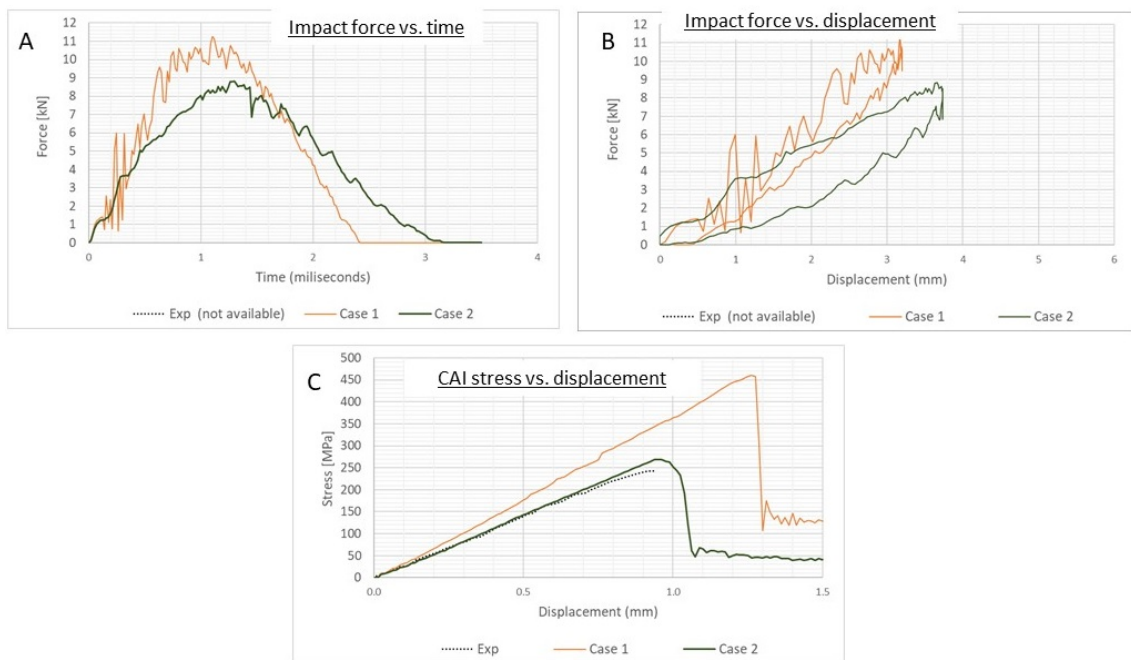 A
Impact force vs. time
12
11
10
9
8
7
6
5
4
3
2
1
0
Force [kN]
0 1 2 3 4
Time (miliseconds)
Exp (not available) Case 1 Case 2
B
Impact force vs. displacement
12
11
10
9
8
7
6
5
4
3
2
1
0
Force [kN]
0 1 2 3 4 5 6
Displacement (mm)
Exp (not available) Case 1 Case 2
C
CAI stress vs. displacement
500
450
400
350
300
250
200
150
100
50
0
Stress [MPa]
0.0 0.5 1.0 1.5
Displacement (mm)
Exp Case 1 Case 2